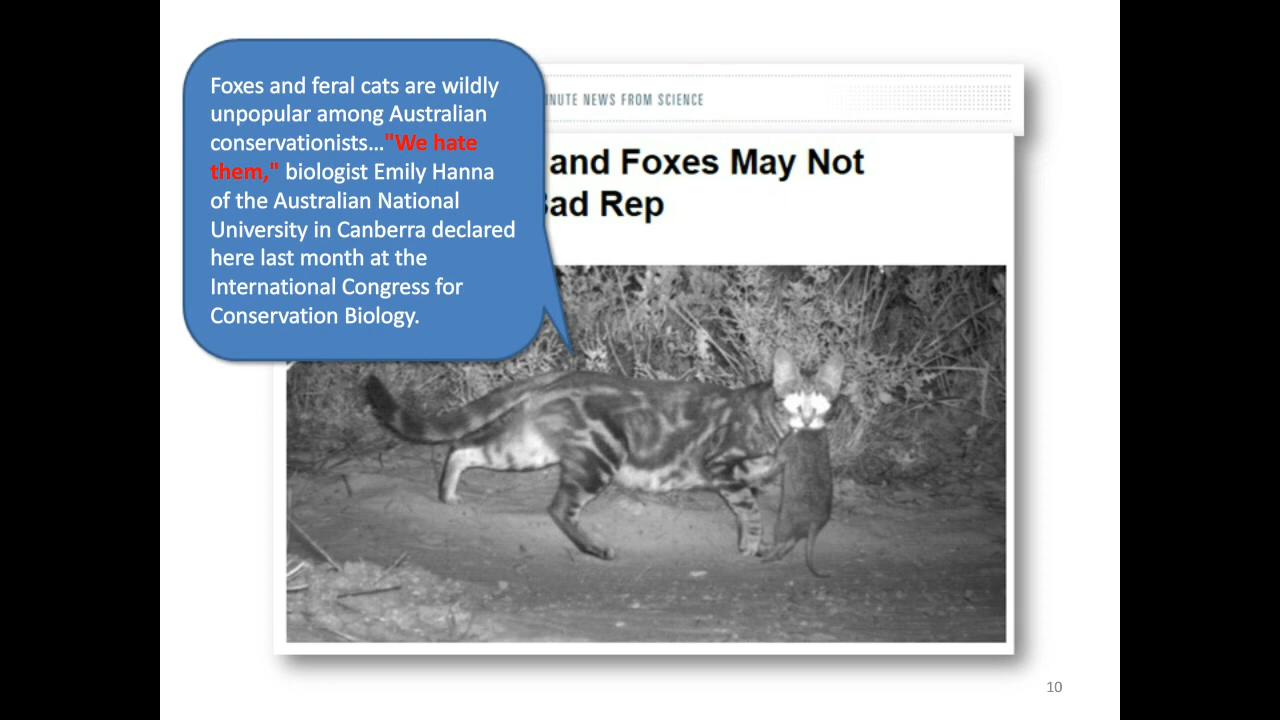 Foxes and feral cats are wildly
unpopular among Australian
conservationists..."We hate
them," biologist Emily Hanna
of the Australian National
University in Canberra declared
here last month at the
International Congress for
Conservation Biology.
NEWS FROM SCIENCE
and Foxes May Not
Rep
10